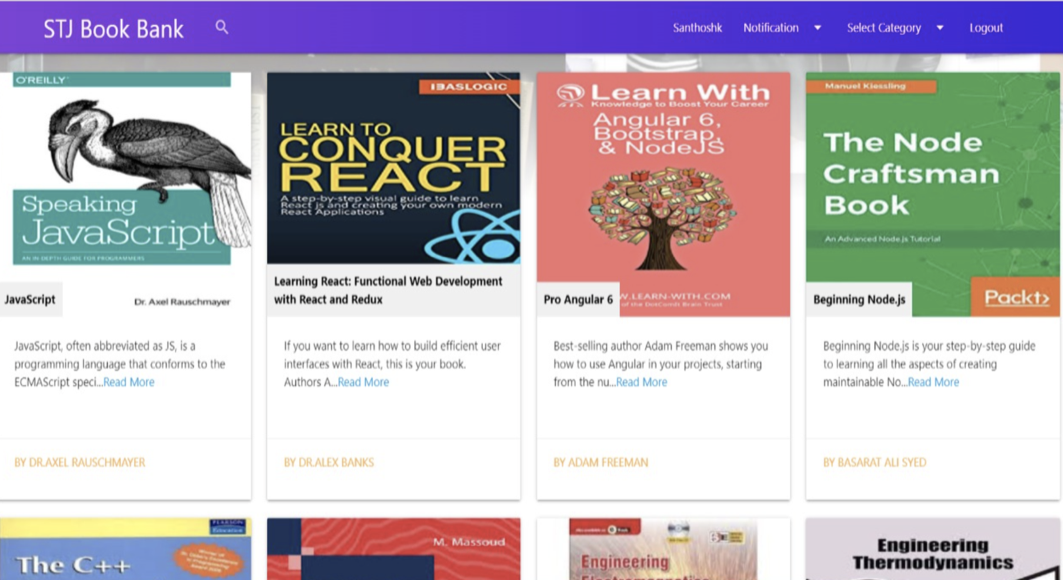 STJ Book Bank
Santhoshk
Notification
Select Category
Logout
O'REILLY
Speaking
JavaScript
AN IN-DEPTH GUIDE FOR PROGRAMMERS
JavaScript
Dr. Axel Rauschmayer
JavaScript, often abbreviated as JS, is a
programming language that conforms to the
ECMAScript speci...Read More
BY DR.AXEL RAUSCHMAYER
IBASLOGIC
LEARN TO
CONQUER
REACT
A step-by-step visual guide to learn
React js and creating your own modern
React Applications
Learning React: Functional Web Development
with React and Redux
If you want to learn how to build efficient user
interfaces with React, this is your book.
Authors A...Read More
BY DR.ALEX BANKS
Learn With
Knowledge to Boost Your Career
Angular 6,
Bootstrap,
& NodeJS
Pro Angular 6
W.LEARN-WITH.COM
of the DotComIt Brain Trust
Best-selling author Adam Freeman shows you
how to use Angular in your projects, starting
from the nu...Read More
BY ADAM FREEMAN
Manuel Kiessling
The Node
Craftsman
Book
An Advanced Node.js Tutorial
Beginning Node.js
Packt>
Beginning Node.js is your step-by-step guide
to learning all the aspects of creating
maintainable No...Read More
BY BASARAT ALI SYED
PEARSON
Education
The C++
M. Massoud
Engineering
Engineering
Thermodynamics